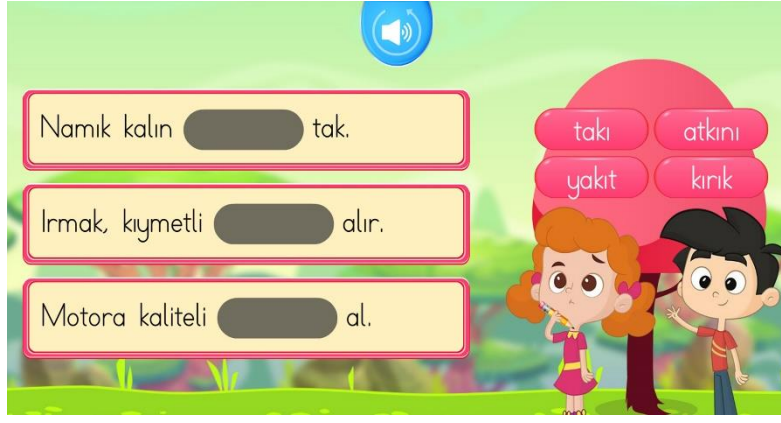 Namık kalın tak.
Irmak, kıymetli alır.
Motora kaliteli al.
takı atkını
yakıt kırık